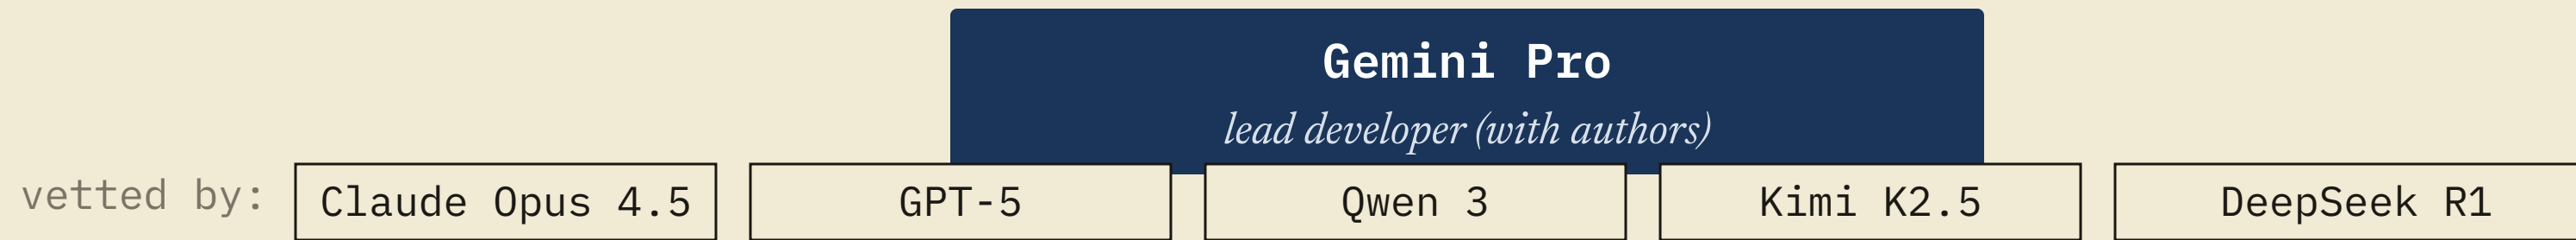 Gemini Pro
lead developer (with authors)
vetted by: Claude Opus 4.5 GPT-5 Qwen 3 Kimi K2.5 DeepSeek R1